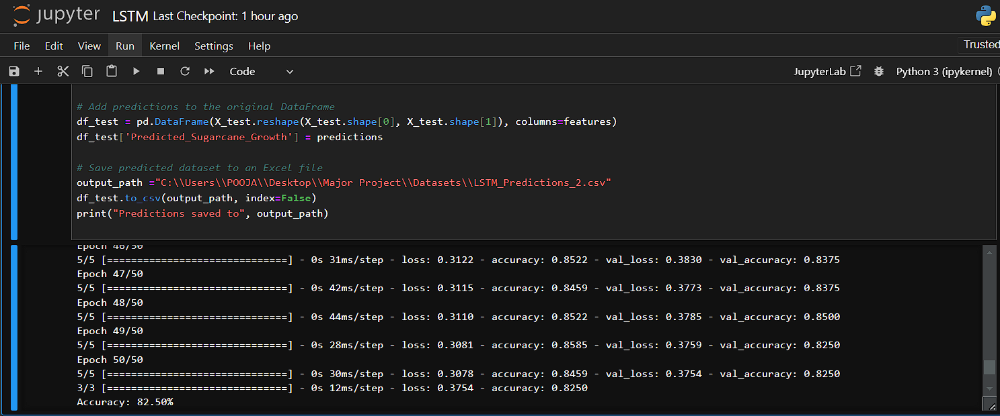 jupyter LSTM Last Checkpoint: 1 hour ago
File Edit View Run Kernel Settings Help
Trusted
Code
JupyterLab Python 3 (ipykernel)
# Add predictions to the original DataFrame
df_test = pd.DataFrame(X_test.reshape(X_test.shape[0], X_test.shape[1]), columns=features)
df_test['Predicted_Sugarcane_Growth'] = predictions
# Save predicted dataset to an Excel file
output_path ="C:\\Users\\POOJA\\Desktop\\Major Project\\Datasets\\LSTM_Predictions_2.csv"
df_test.to_csv(output_path, index=False)
print("Predictions saved to", output_path)
Epoch 46/50
5/5 [==============================] - 0s 31ms/step - loss: 0.3122 - accuracy: 0.8522 - val_loss: 0.3830 - val_accuracy: 0.8375
Epoch 47/50
5/5 [==============================] - 0s 42ms/step - loss: 0.3115 - accuracy: 0.8459 - val_loss: 0.3773 - val_accuracy: 0.8375
Epoch 48/50
5/5 [==============================] - 0s 44ms/step - loss: 0.3110 - accuracy: 0.8522 - val_loss: 0.3785 - val_accuracy: 0.8500
Epoch 49/50
5/5 [==============================] - 0s 28ms/step - loss: 0.3081 - accuracy: 0.8585 - val_loss: 0.3759 - val_accuracy: 0.8250
Epoch 50/50
5/5 [==============================] - 0s 30ms/step - loss: 0.3078 - accuracy: 0.8459 - val_loss: 0.3754 - val_accuracy: 0.8250
3/3 [==============================] - 0s 12ms/step - loss: 0.3754 - accuracy: 0.8250
Accuracy: 82.50%